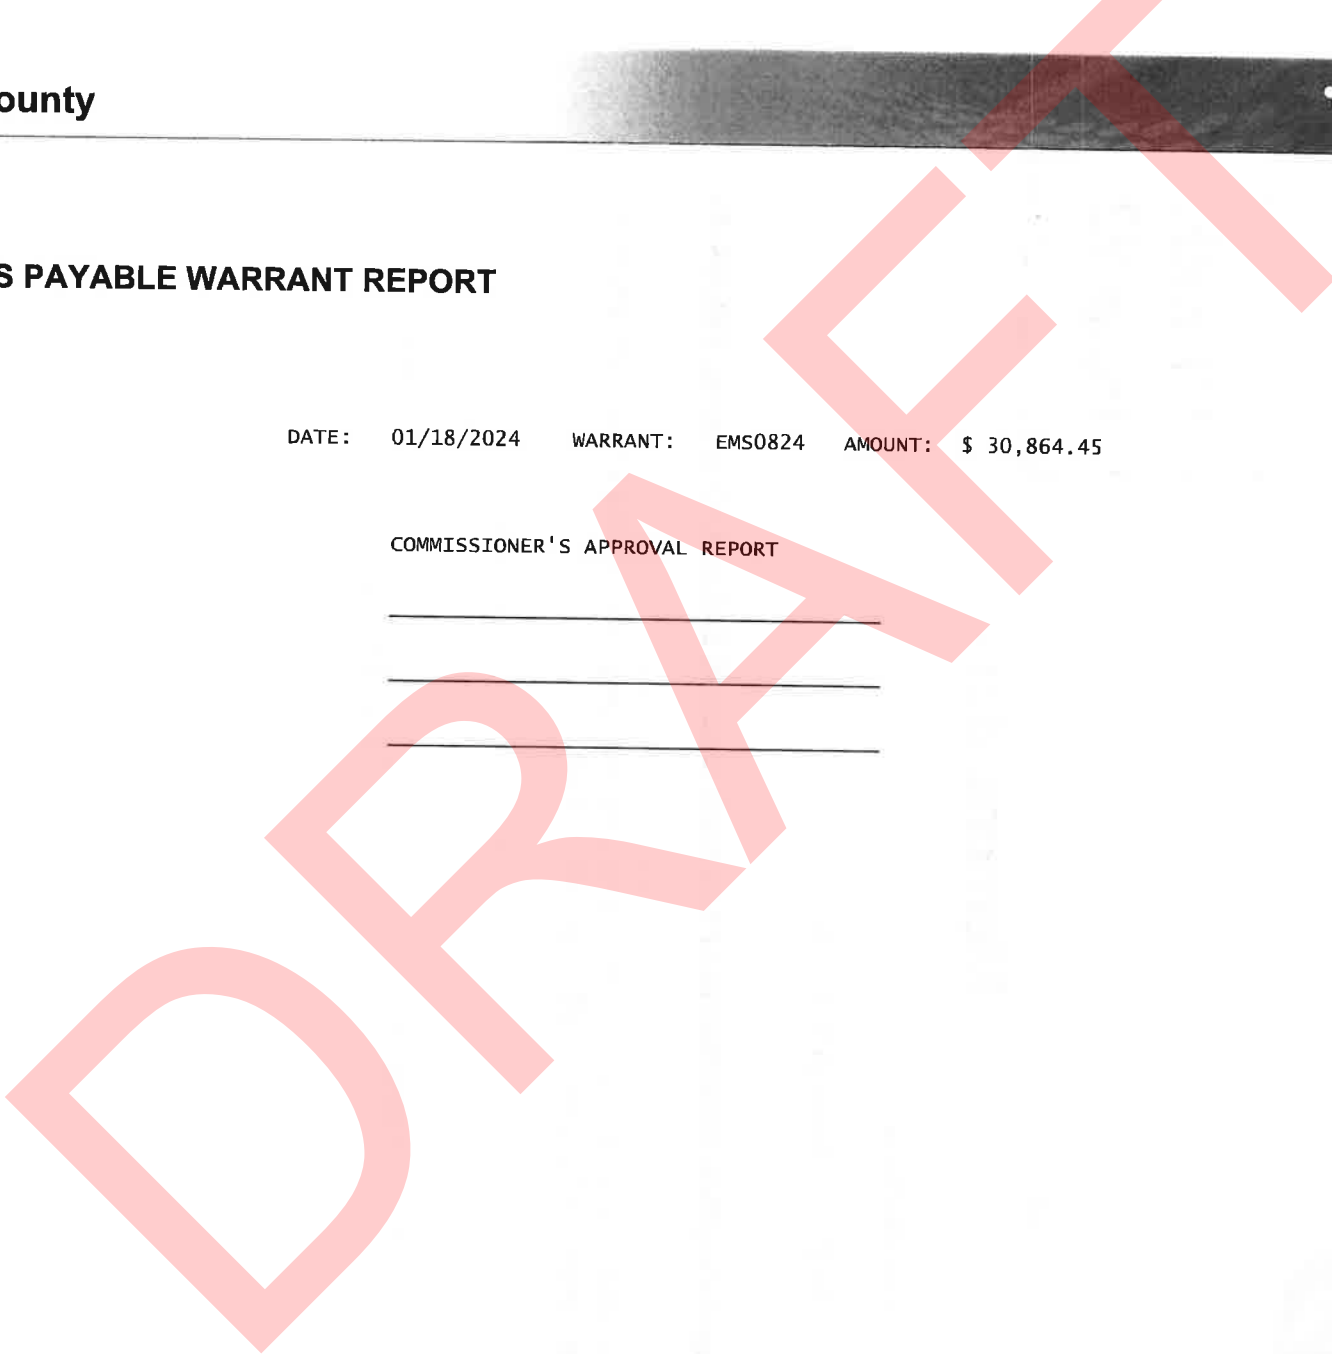 ounty
S PAYABLE WARRANT REPORT
DATE: 01/18/2024 WARRANT: EMS0824 AMOUNT: $ 30,864.45
COMMISSIONER'S APPROVAL REPORT
DRAFT